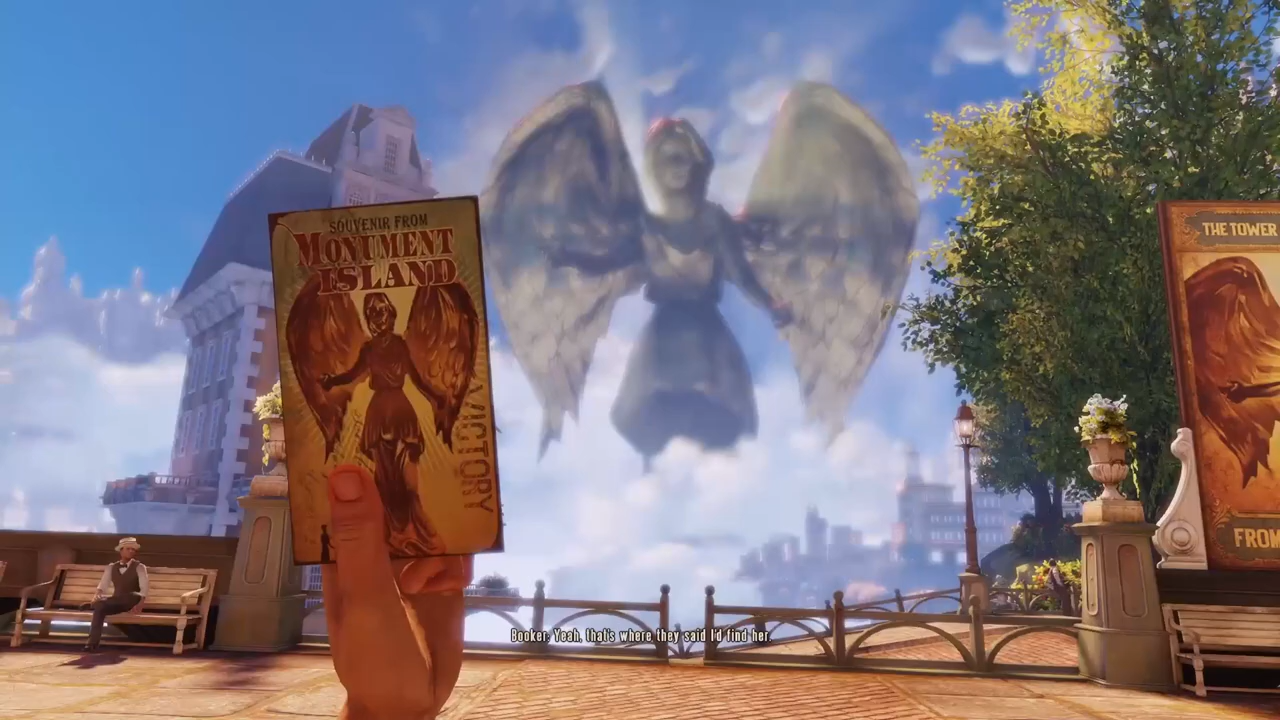 SOUVENIR FROM
MONUMENT
ISLAND
VICTORY
THE TOWER
FROM
Booker: Yeah, that's where they said I'd find her.